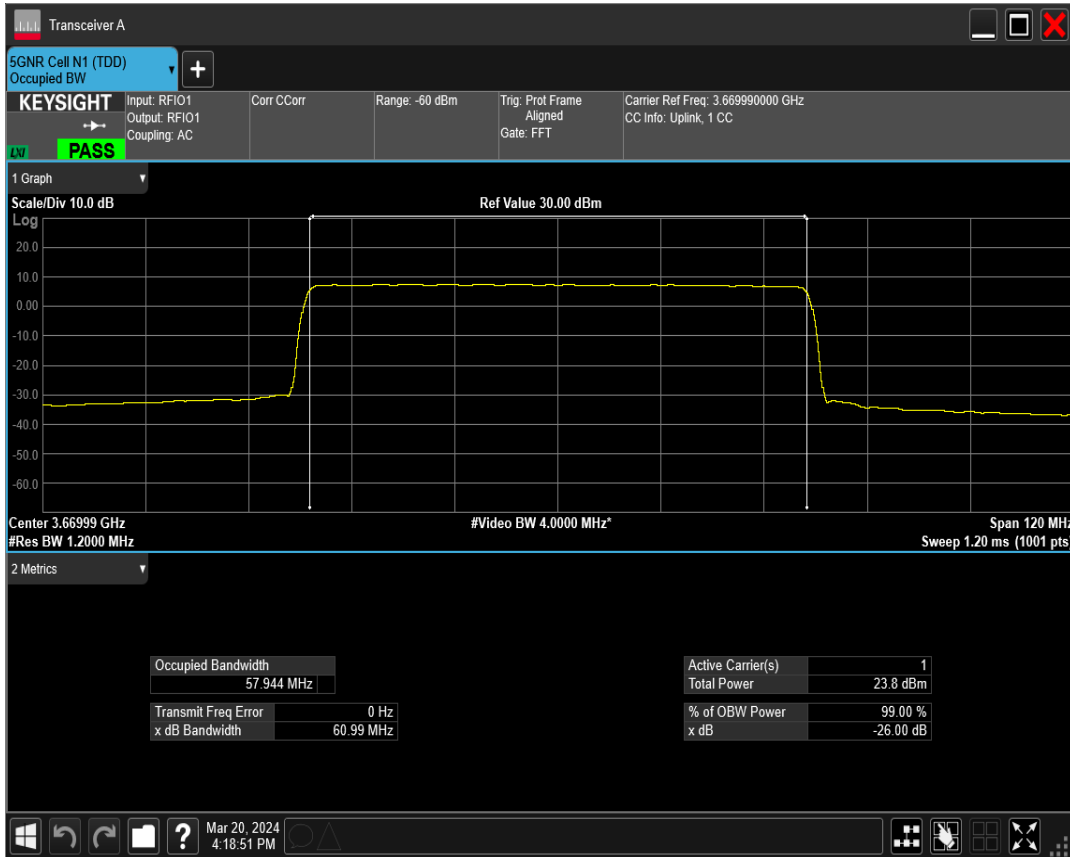 Transceiver A
5GNR Cell N1 (TDD)
Occupied BW
+
KEYSIGHT
LXI
PASS
Input: RFIO1
Output: RFIO1
Coupling: AC
Corr CCorr
Range: -60 dBm
Trig: Prot Frame
Aligned
Gate: FFT
Carrier Ref Freq: 3.669990000 GHz
CC Info: Uplink, 1 CC
1 Graph
Scale/Div 10.0 dB
Ref Value 30.00 dBm
Log
20.0
10.0
0.00
-10.0
-20.0
-30.0
-40.0
-50.0
-60.0
Center 3.66999 GHz
#Video BW 4.0000 MHz*
Span 120 MHz
#Res BW 1.2000 MHz
Sweep 1.20 ms (1001 pts)
2 Metrics
Occupied Bandwidth
57.944 MHz
Transmit Freq Error 0 Hz
x dB Bandwidth 60.99 MHz
Active Carrier(s) 1
Total Power 23.8 dBm
% of OBW Power 99.00 %
x dB -26.00 dB
?
Mar 20, 2024
4:18:51 PM